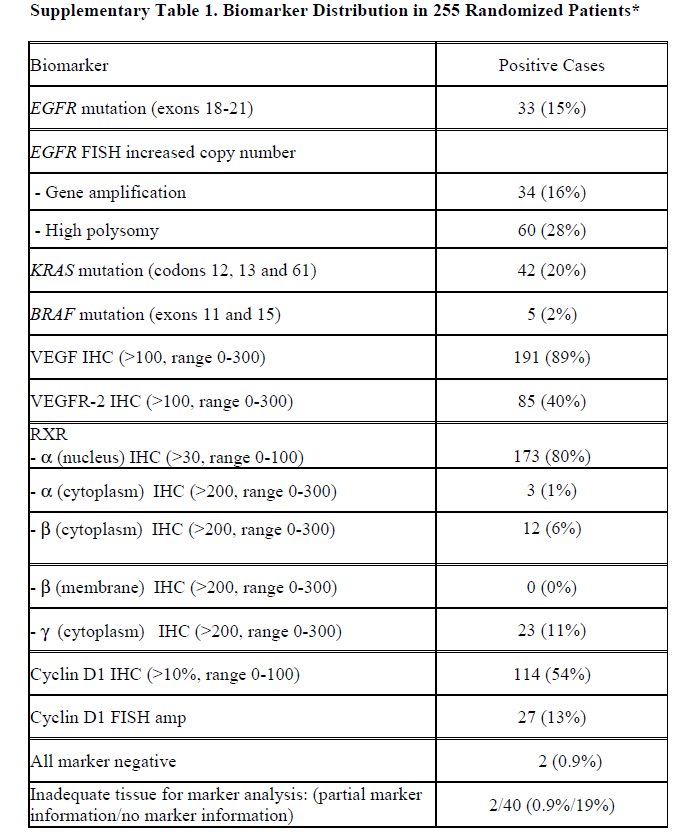 Supplementary Table 1. Biomarker Distribution in 255 Randomized Patients*
Biomarker Positive Cases
EGFR mutation (exons 18-21) 33 (15%)
EGFR FISH increased copy number
- Gene amplification 34 (16%)
- High polysomy 60 (28%)
KRAS mutation (codons 12, 13 and 61) 42 (20%)
BRAF mutation (exons 11 and 15) 5 (2%)
VEGF IHC (>100, range 0-300) 191 (89%)
VEGFR-2 IHC (>100, range 0-300) 85 (40%)
RXR
- α (nucleus) IHC (>30, range 0-100) 173 (80%)
- α (cytoplasm) IHC (>200, range 0-300) 3 (1%)
- β (cytoplasm) IHC (>200, range 0-300) 12 (6%)
- β (membrane) IHC (>200, range 0-300) 0 (0%)
- γ (cytoplasm) IHC (>200, range 0-300) 23 (11%)
Cyclin D1 IHC (>10%, range 0-100) 114 (54%)
Cyclin D1 FISH amp 27 (13%)
All marker negative 2 (0.9%)
Inadequate tissue for marker analysis: (partial marker
information/no marker information) 2/40 (0.9%/19%)